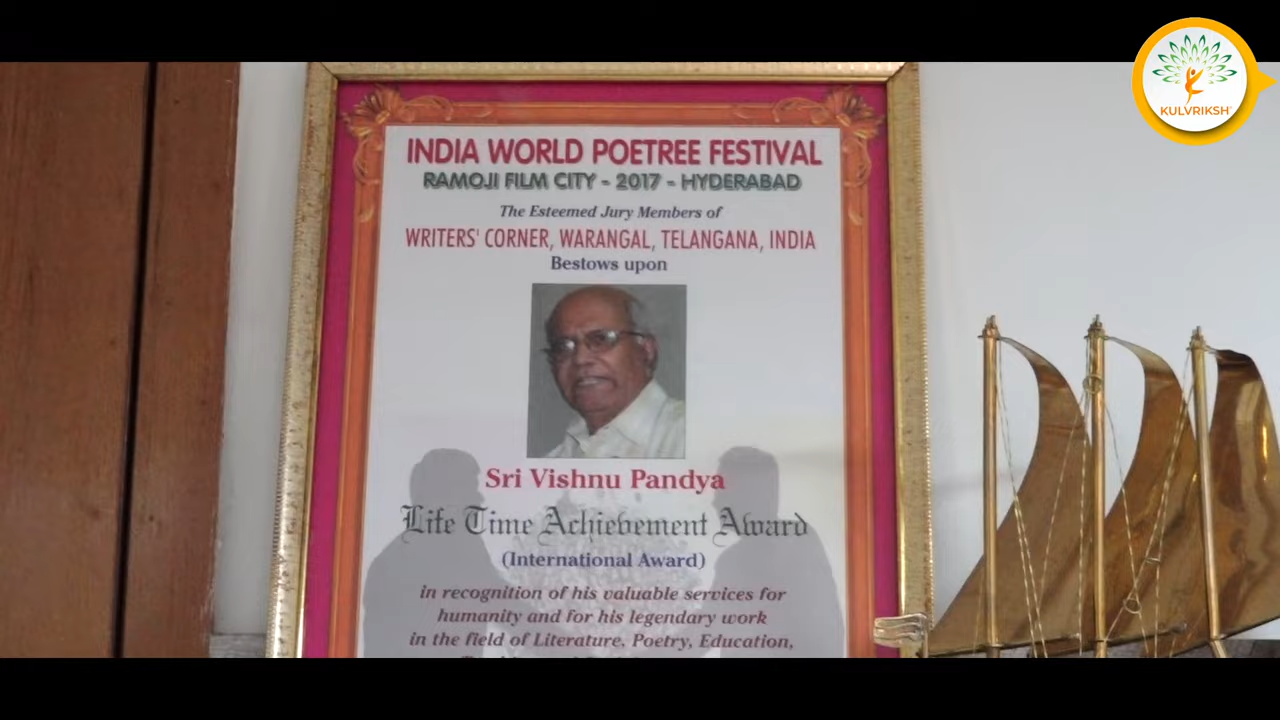 INDIA WORLD POETREE FESTIVAL
RAMOJI FILM CITY - 2017 - HYDERABAD
The Esteemed Jury Members of
WRITERS' CORNER, WARANGAL, TELANGANA, INDIA
Bestows upon
Sri Vishnu Pandya
Life Time Achievement Award
(International Award)
in recognition of his valuable services for
humanity and for his legendary work
in the field of Literature, Poetry, Education,
KULVRIKSH